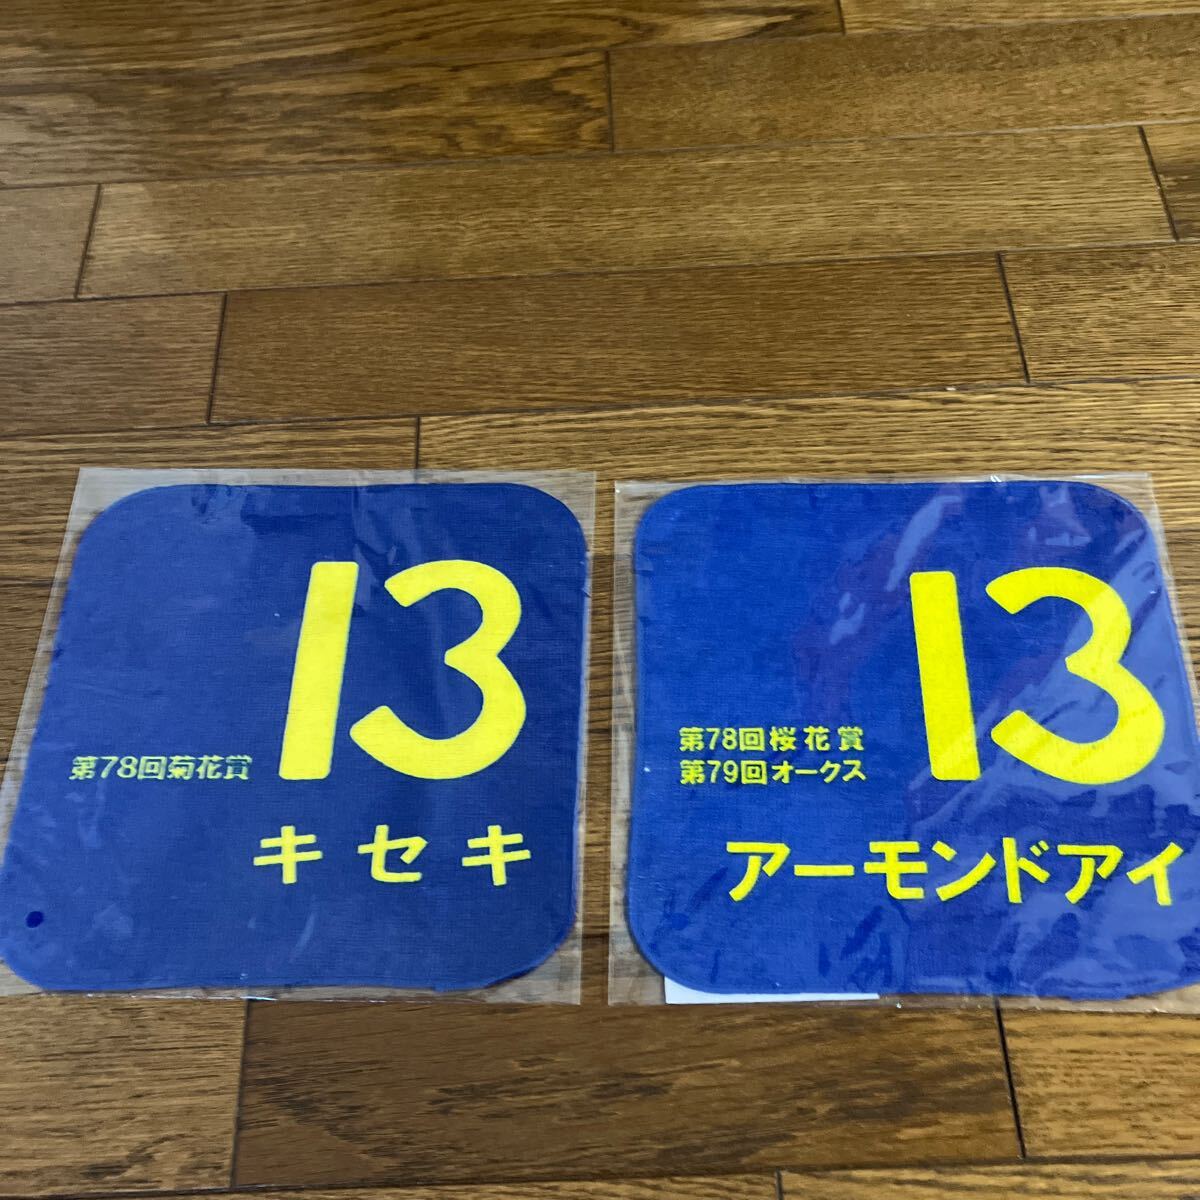 13
第78回菊花賞
キセキ
13
第78回桜花賞
第79回オークス
アーモンドアイ